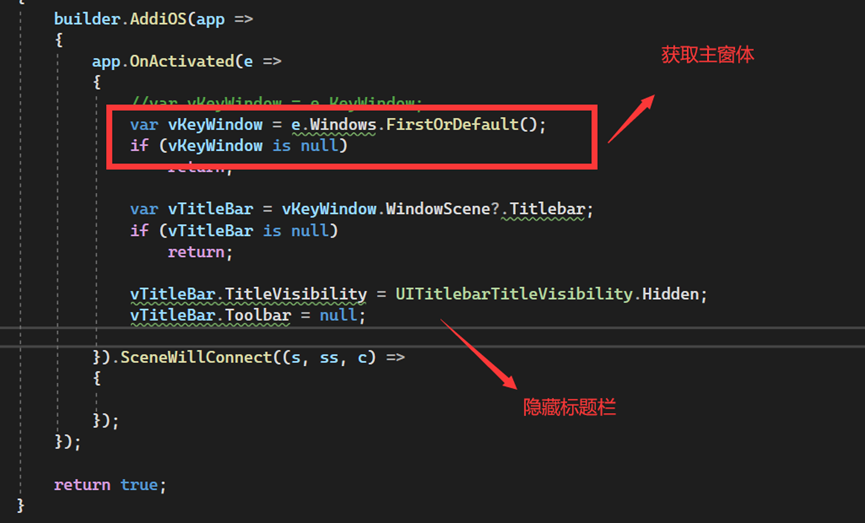 {
builder.AddiOS(app =>
{
app.OnActivated(e =>
{
//var vKeyWindow = e.KeyWindow;
var vKeyWindow = e.Windows.FirstOrDefault();
if (vKeyWindow is null)
return;
var vTitleBar = vKeyWindow.WindowScene?.Titlebar;
if (vTitleBar is null)
return;
vTitleBar.TitleVisibility = UITitlebarTitleVisibility.Hidden;
vTitleBar.Toolbar = null;
}).SceneWillConnect((s, ss, c) =>
{
});
});
return true;
}
获取主窗体
隐藏标题栏